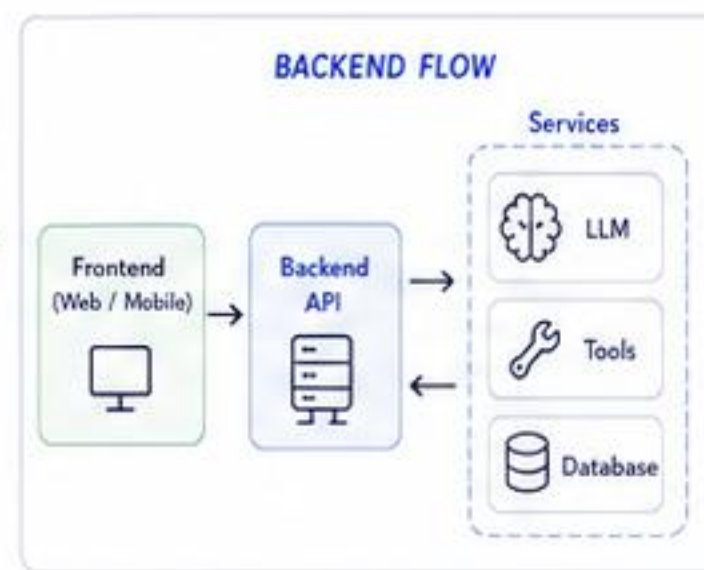 BACKEND FLOW
Services
Frontend
(Web / Mobile)
Backend
API
LLM
Tools
Database